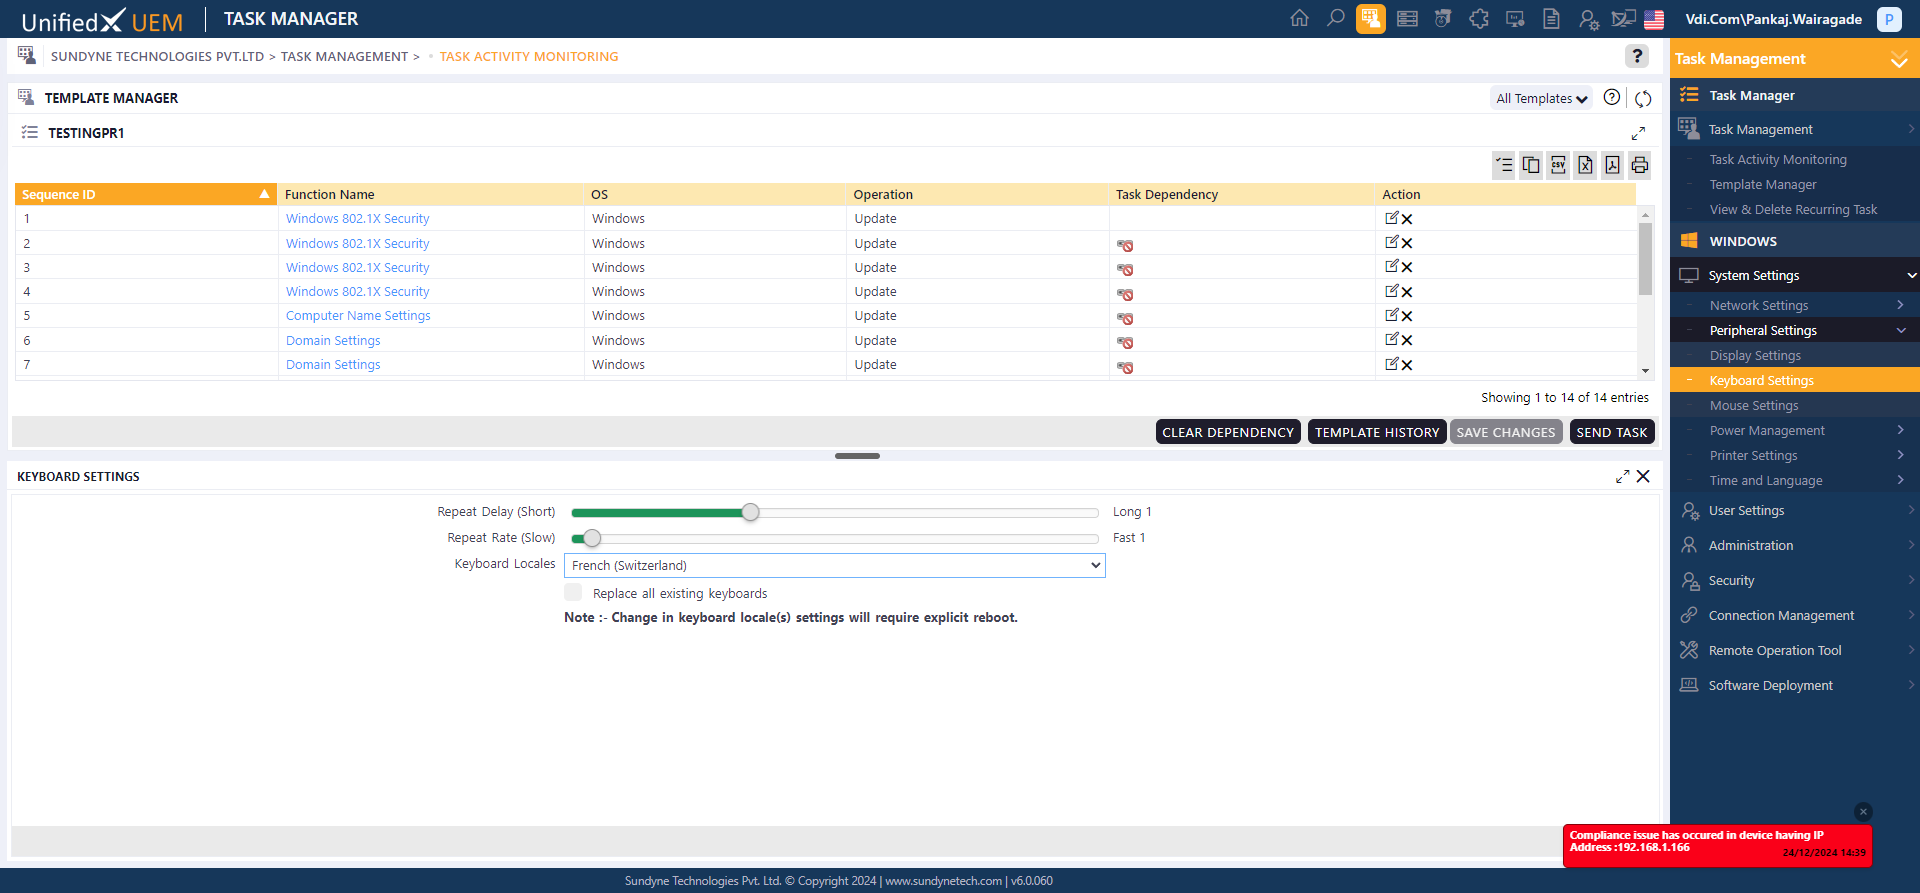 UnifiedX UEM
TASK MANAGER
Vdi.Com\Pankaj.Wairagade
P
SUNDYNE TECHNOLOGIES PVT.LTD > TASK MANAGEMENT > • TASK ACTIVITY MONITORING
?
TEMPLATE MANAGER
All Templates
?
TESTINGPR1
CSV
Sequence ID Function Name OS Operation Task Dependency Action
1 Windows 802.1X Security Windows Update
2 Windows 802.1X Security Windows Update
3 Windows 802.1X Security Windows Update
4 Windows 802.1X Security Windows Update
5 Computer Name Settings Windows Update
6 Domain Settings Windows Update
7 Domain Settings Windows Update
Showing 1 to 14 of 14 entries
CLEAR DEPENDENCY TEMPLATE HISTORY SAVE CHANGES SEND TASK
KEYBOARD SETTINGS
Repeat Delay (Short) Long 1
Repeat Rate (Slow) Fast 1
Keyboard Locales French (Switzerland)
Replace all existing keyboards
Note :- Change in keyboard locale(s) settings will require explicit reboot.
Task Management
Task Manager
Task Management
Task Activity Monitoring
Template Manager
View & Delete Recurring Task
WINDOWS
System Settings
Network Settings
Peripheral Settings
Display Settings
Keyboard Settings
Mouse Settings
Power Management
Printer Settings
Time and Language
User Settings
Administration
Security
Connection Management
Remote Operation Tool
Software Deployment
Compliance issue has occured in device having IP
Address :192.168.1.166
24/12/2024 14:39
Sundyne Technologies Pvt. Ltd. © Copyright 2024 | www.sundynetech.com | v6.0.060